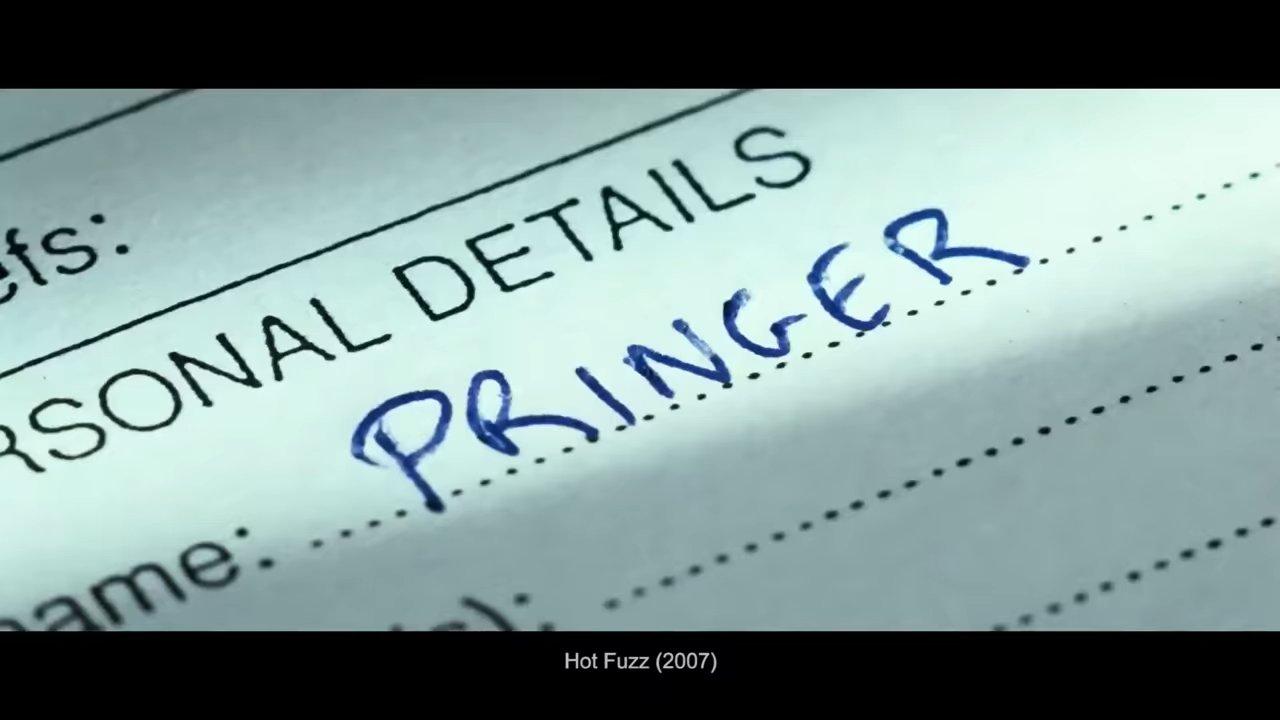 efs:
RSONAL DETAILS
name: PRINGER
s):
Hot Fuzz (2007)